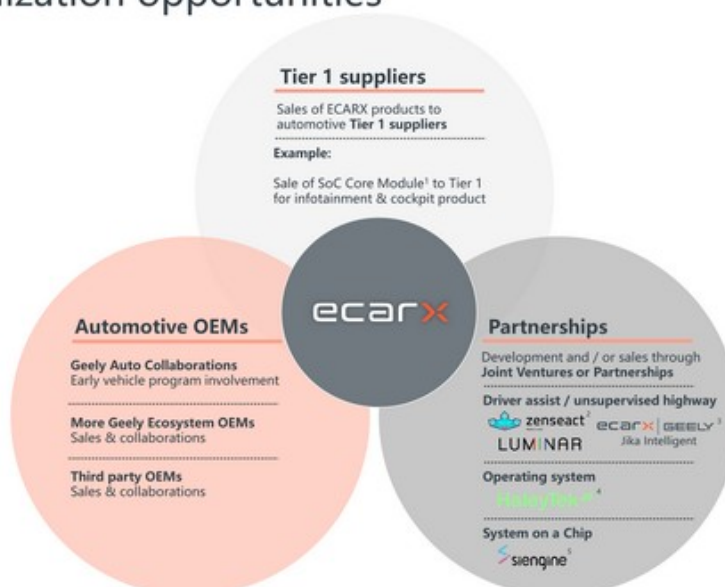 lization opportunities
Tier 1 suppliers
Sales of ECARX products to
automotive Tier 1 suppliers
Example:
Sale of SoC Core Module¹ to Tier 1
for infotainment & cockpit product
ecarx
Automotive OEMs
Geely Auto Collaborations
Early vehicle program involvement
More Geely Ecosystem OEMs
Sales & collaborations
Third party OEMs
Sales & collaborations
Partnerships
Development and / or sales through
Joint Ventures or Partnerships
Driver assist / unsupervised highway
zenseact²
ecarx | GEELY³
LUMINAR
Jika Intelligent
Operating system
HaleyTek⁴
System on a Chip
siengine⁵